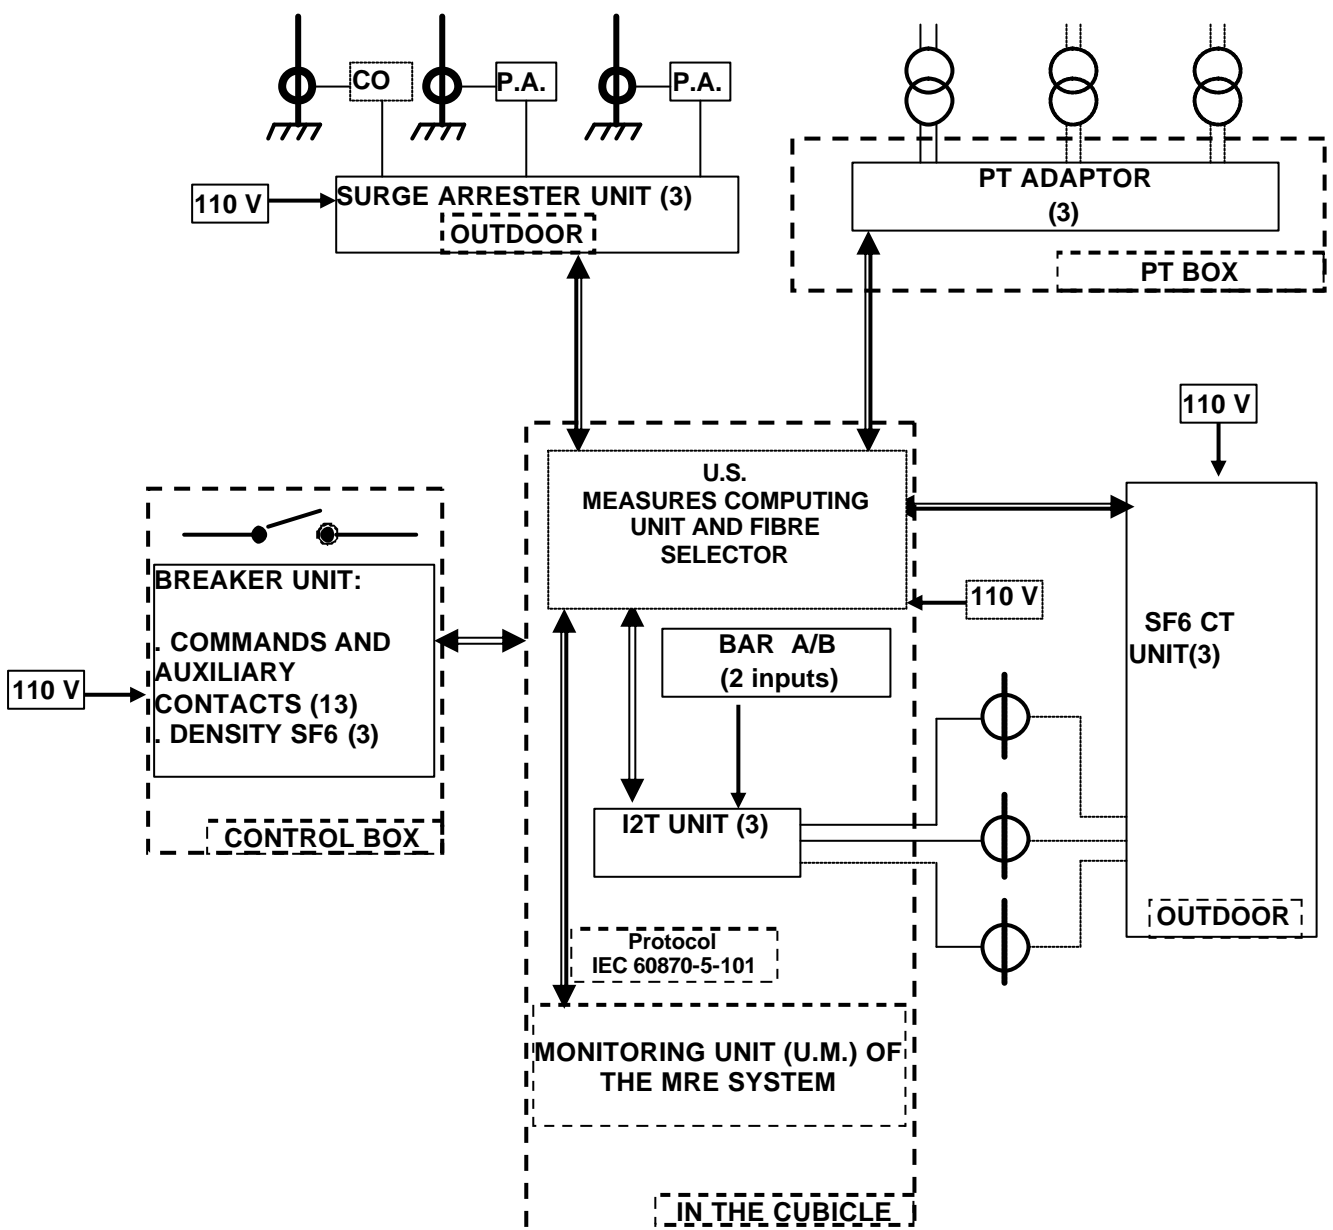 CO
P.A.
P.A.
110 V
SURGE ARRESTER UNIT (3)
OUTDOOR
PT ADAPTOR
(3)
PT BOX
110 V
U.S.
MEASURES COMPUTING
UNIT AND FIBRE
SELECTOR
110 V
BREAKER UNIT:
. COMMANDS AND
AUXILIARY
CONTACTS (13)
. DENSITY SF6 (3)
110 V
CONTROL BOX
BAR A/B
(2 inputs)
I2T UNIT (3)
SF6 CT
UNIT(3)
OUTDOOR
Protocol
IEC 60870-5-101
MONITORING UNIT (U.M.) OF
THE MRE SYSTEM
IN THE CUBICLE